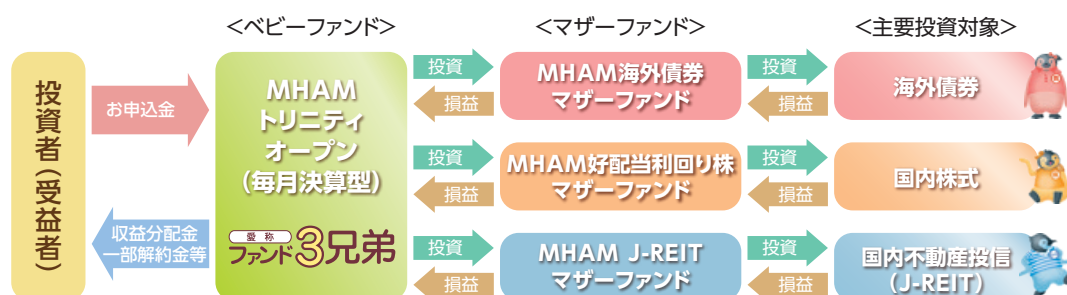 <ベビーファンド>
<マザーファンド>
<主要投資対象>
投資者(受益者)
お申込金
収益分配金
一部解約金等
MHAM
トリニティ
オープン
(毎月決算型)
愛称
ファンド3兄弟
投資
損益
MHAM海外債券
マザーファンド
投資
損益
海外債券
投資
損益
MHAM好配当利回り株
マザーファンド
投資
損益
国内株式
投資
損益
MHAM J-REIT
マザーファンド
投資
損益
国内不動産投信
(J-REIT)